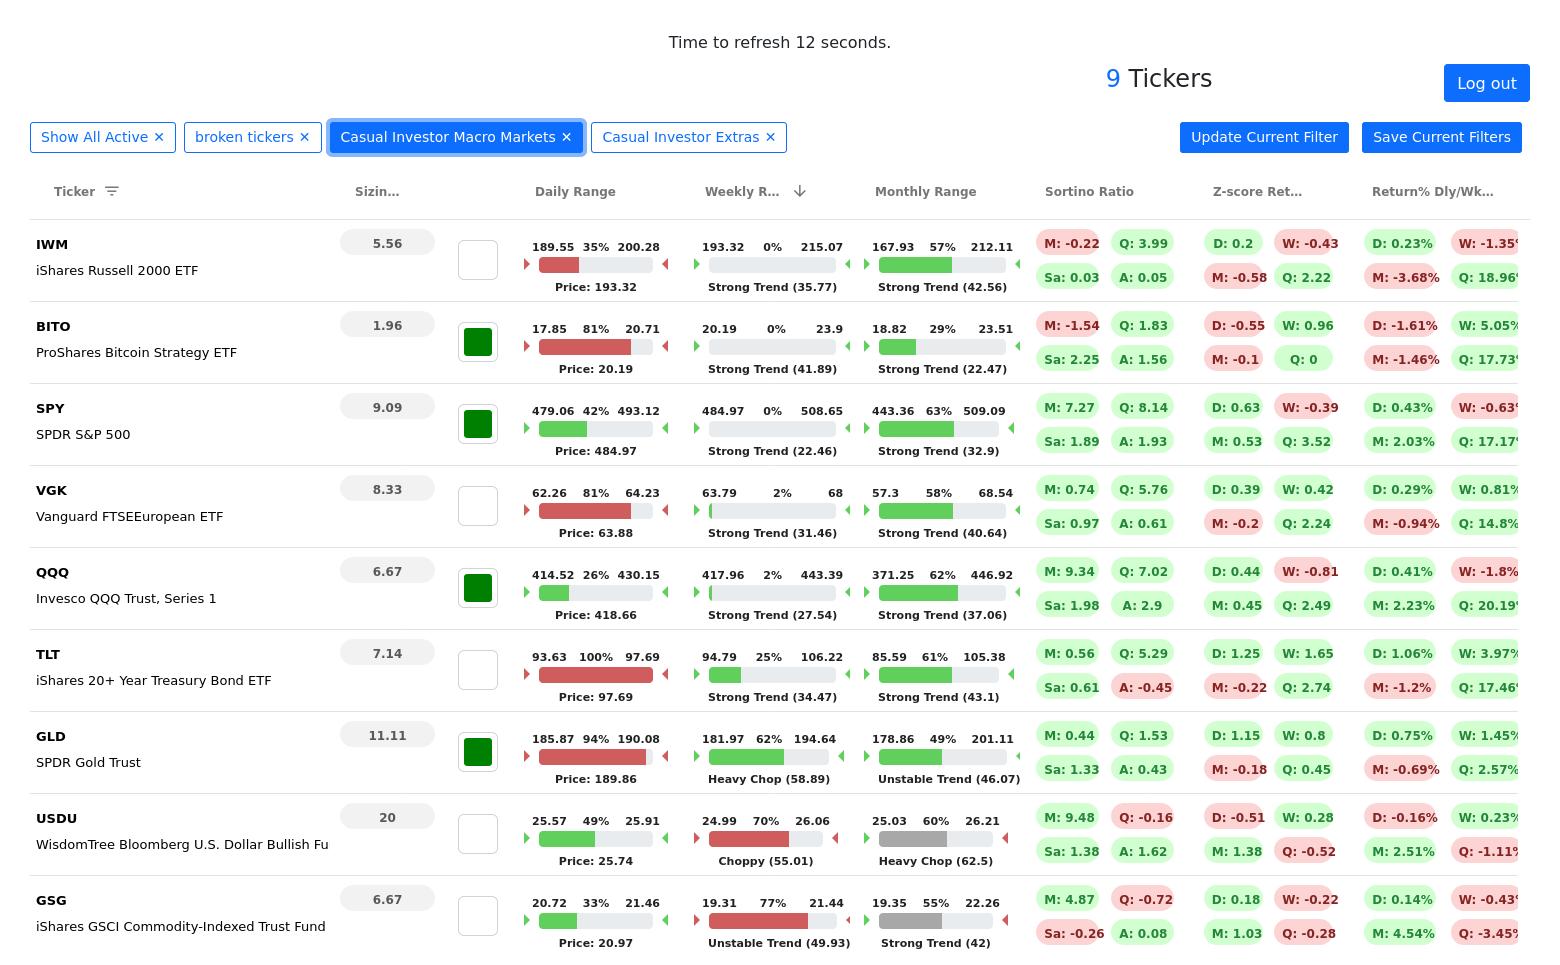 Time to refresh 12 seconds.
9 Tickers
Log out
Show All Active ✕ broken tickers ✕ Casual Investor Macro Markets ✕ Casual Investor Extras ✕ Update Current Filter Save Current Filters
Ticker Sizin... Daily Range Weekly R... Monthly Range Sortino Ratio Z-score Ret... Return% Dly/Wk...
IWM 5.56 189.55 35% 200.28 193.32 0% 215.07 167.93 57% 212.11 M: -0.22 Q: 3.99 D: 0.2 W: -0.43 D: 0.23% W: -1.35%
iShares Russell 2000 ETF Sa: 0.03 A: 0.05 M: -0.58 Q: 2.22 M: -3.68% Q: 18.96%
Price: 193.32 Strong Trend (35.77) Strong Trend (42.56)
BITO 1.96 17.85 81% 20.71 20.19 0% 23.9 18.82 29% 23.51 M: -1.54 Q: 1.83 D: -0.55 W: 0.96 D: -1.61% W: 5.05%
ProShares Bitcoin Strategy ETF Sa: 2.25 A: 1.56 M: -0.1 Q: 0 M: -1.46% Q: 17.73%
Price: 20.19 Strong Trend (41.89) Strong Trend (22.47)
SPY 9.09 479.06 42% 493.12 484.97 0% 508.65 443.36 63% 509.09 M: 7.27 Q: 8.14 D: 0.63 W: -0.39 D: 0.43% W: -0.63%
SPDR S&P 500 Sa: 1.89 A: 1.93 M: 0.53 Q: 3.52 M: 2.03% Q: 17.17%
Price: 484.97 Strong Trend (22.46) Strong Trend (32.9)
VGK 8.33 62.26 81% 64.23 63.79 2% 68 57.3 58% 68.54 M: 0.74 Q: 5.76 D: 0.39 W: 0.42 D: 0.29% W: 0.81%
Vanguard FTSEEuropean ETF Sa: 0.97 A: 0.61 M: -0.2 Q: 2.24 M: -0.94% Q: 14.8%
Price: 63.88 Strong Trend (31.46) Strong Trend (40.64)
QQQ 6.67 414.52 26% 430.15 417.96 2% 443.39 371.25 62% 446.92 M: 9.34 Q: 7.02 D: 0.44 W: -0.81 D: 0.41% W: -1.8%
Invesco QQQ Trust, Series 1 Sa: 1.98 A: 2.9 M: 0.45 Q: 2.49 M: 2.23% Q: 20.19%
Price: 418.66 Strong Trend (27.54) Strong Trend (37.06)
TLT 7.14 93.63 100% 97.69 94.79 25% 106.22 85.59 61% 105.38 M: 0.56 Q: 5.29 D: 1.25 W: 1.65 D: 1.06% W: 3.97%
iShares 20+ Year Treasury Bond ETF Sa: 0.61 A: -0.45 M: -0.22 Q: 2.74 M: -1.2% Q: 17.46%
Price: 97.69 Strong Trend (34.47) Strong Trend (43.1)
GLD 11.11 185.87 94% 190.08 181.97 62% 194.64 178.86 49% 201.11 M: 0.44 Q: 1.53 D: 1.15 W: 0.8 D: 0.75% W: 1.45%
SPDR Gold Trust Sa: 1.33 A: 0.43 M: -0.18 Q: 0.45 M: -0.69% Q: 2.57%
Price: 189.86 Heavy Chop (58.89) Unstable Trend (46.07)
USDU 20 25.57 49% 25.91 24.99 70% 26.06 25.03 60% 26.21 M: 9.48 Q: -0.16 D: -0.51 W: 0.28 D: -0.16% W: 0.23%
WisdomTree Bloomberg U.S. Dollar Bullish Fu Sa: 1.38 A: 1.62 M: 1.38 Q: -0.52 M: 2.51% Q: -1.11%
Price: 25.74 Choppy (55.01) Heavy Chop (62.5)
GSG 6.67 20.72 33% 21.46 19.31 77% 21.44 19.35 55% 22.26 M: 4.87 Q: -0.72 D: 0.18 W: -0.22 D: 0.14% W: -0.43%
iShares GSCI Commodity-Indexed Trust Fund Sa: -0.26 A: 0.08 M: 1.03 Q: -0.28 M: 4.54% Q: -3.45%
Price: 20.97 Unstable Trend (49.93) Strong Trend (42)